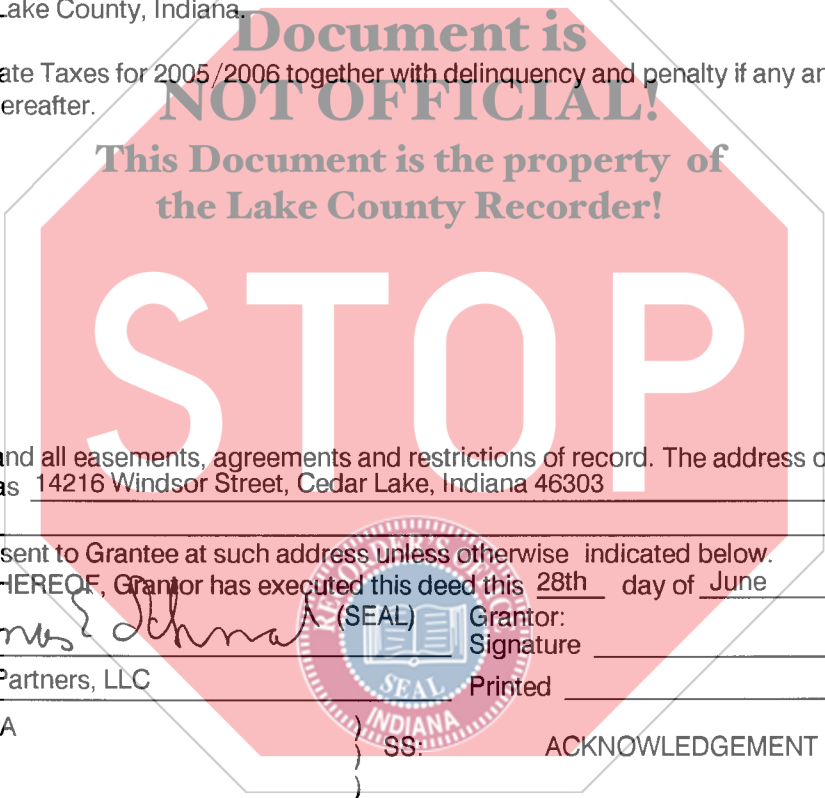 Lake County, Indiana.
Document is
ate Taxes for 2005/2006 together with delinquency and penalty if any an
ereafter.
NOT OFFICIAL!
This Document is the property of
the Lake County Recorder!
STOP
and all easements, agreements and restrictions of record. The address o
as 14216 Windsor Street, Cedar Lake, Indiana 46303
sent to Grantee at such address unless otherwise indicated below.
HEREOF, Grantor has executed this deed this 28th day of June
(SEAL) Grantor:
Signature
Partners, LLC Printed
RECORDER'S OFFICE
SEAL
INDIANA
A
SS: ACKNOWLEDGEMENT